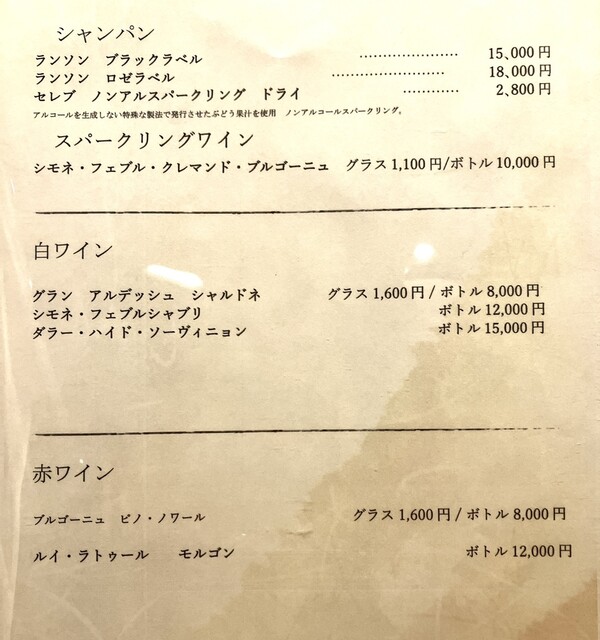 シャンパン
ランソン　ブラックラベル　…………………　15,000円
ランソン　ロゼラベル　……………………　18,000円
セレブ　ノンアルスパークリング　ドライ　…………　2,800円
アルコールを生成しない特殊な製法で発行させたぶどう果汁を使用　ノンアルコールスパークリング。
スパークリングワイン
シモネ・フェブル・クレマンド・ブルゴーニュ　グラス1,100円/ボトル10,000円
白ワイン
グラン　アルデッシュ　シャルドネ　グラス1,600円 / ボトル8,000円
シモネ・フェブルシャブリ　ボトル12,000円
ダラー・ハイド・ソーヴィニョン　ボトル15,000円
赤ワイン
ブルゴーニュ　ピノ・ノワール　グラス1,600円 / ボトル8,000円
ルイ・ラトゥール　モルゴン　ボトル12,000円